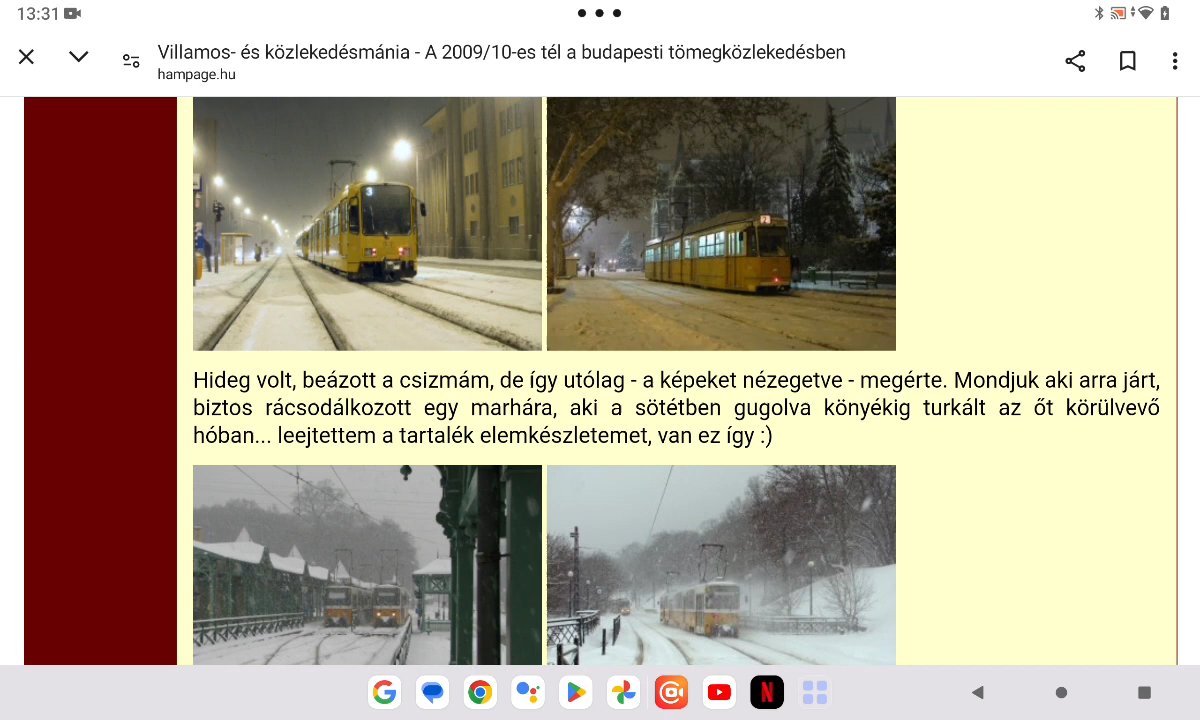 13:31
Villamos- és közlekedésmánia - A 2009/10-es tél a budapesti tömegközlekedésben
hampage.hu
3
2
Hideg volt, beázott a csizmám, de így utólag - a képeket nézegetve - megérte. Mondjuk aki arra járt,
biztos rácsodálkozott egy marhára, aki a sötétben gugolva könyékig turkált az őt körülvevő
hóban... leejtettem a tartalék elemkészletemet, van ez így :)